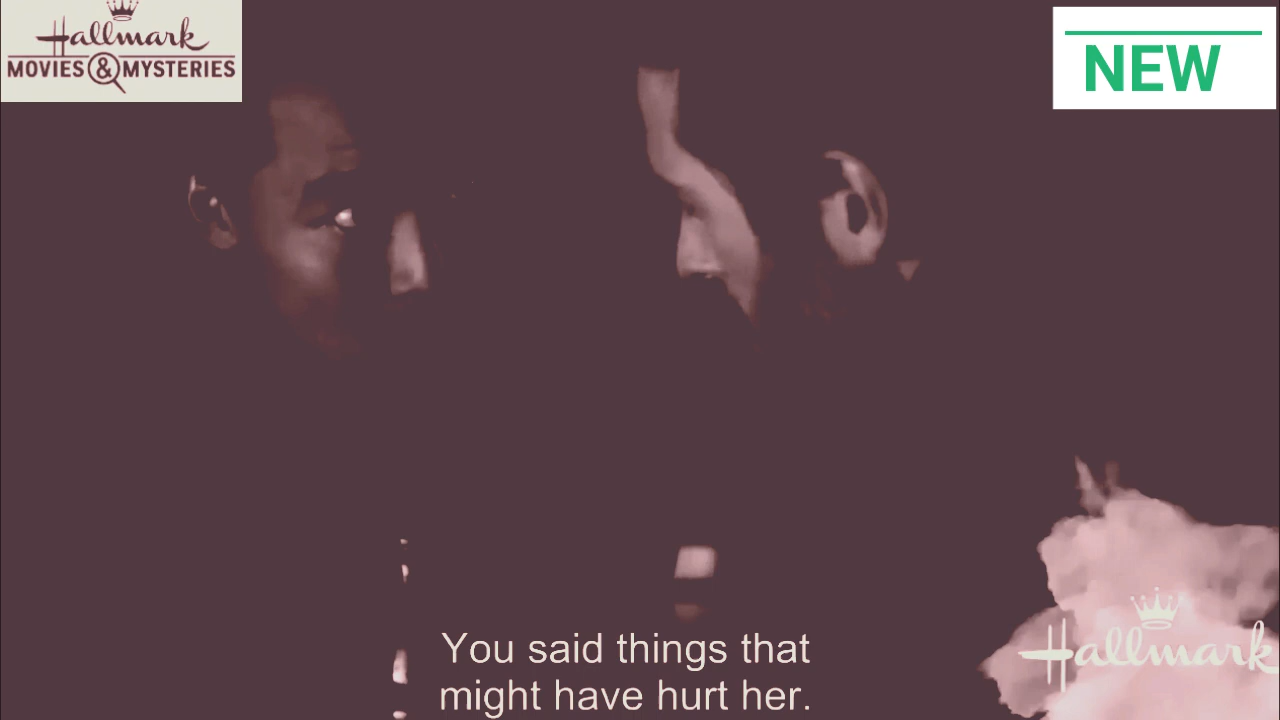 Hallmark
MOVIES & MYSTERIES
NEW
You said things that
might have hurt her.
Hallmark